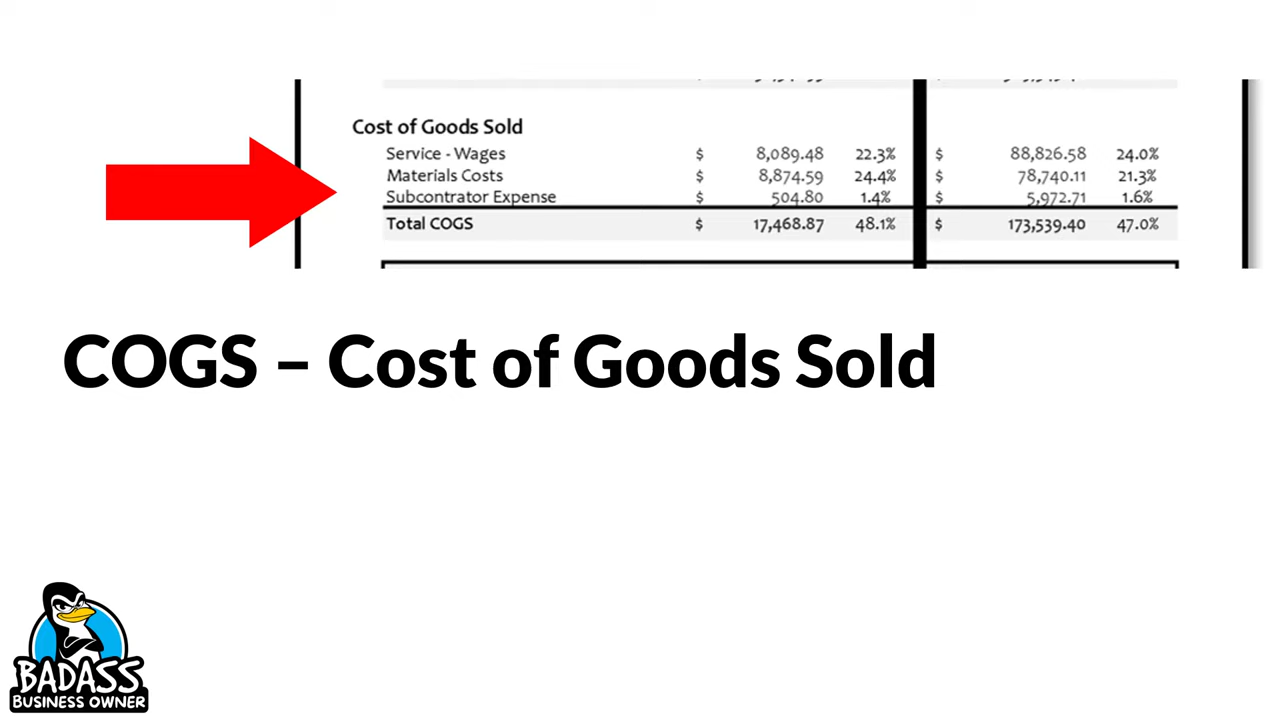 Cost of Goods Sold
Service - Wages $ 8,089.48 22.3% $ 88,826.58 24.0%
Materials Costs $ 8,874.59 24.4% $ 78,740.11 21.3%
Subcontrator Expense 504.80 1.4% 5,972.71 1.6%
Total COGS $ 17,468.87 48.1% $ 173,539.40 47.0%
COGS – Cost of Goods Sold
BADASS
BUSINESS OWNER